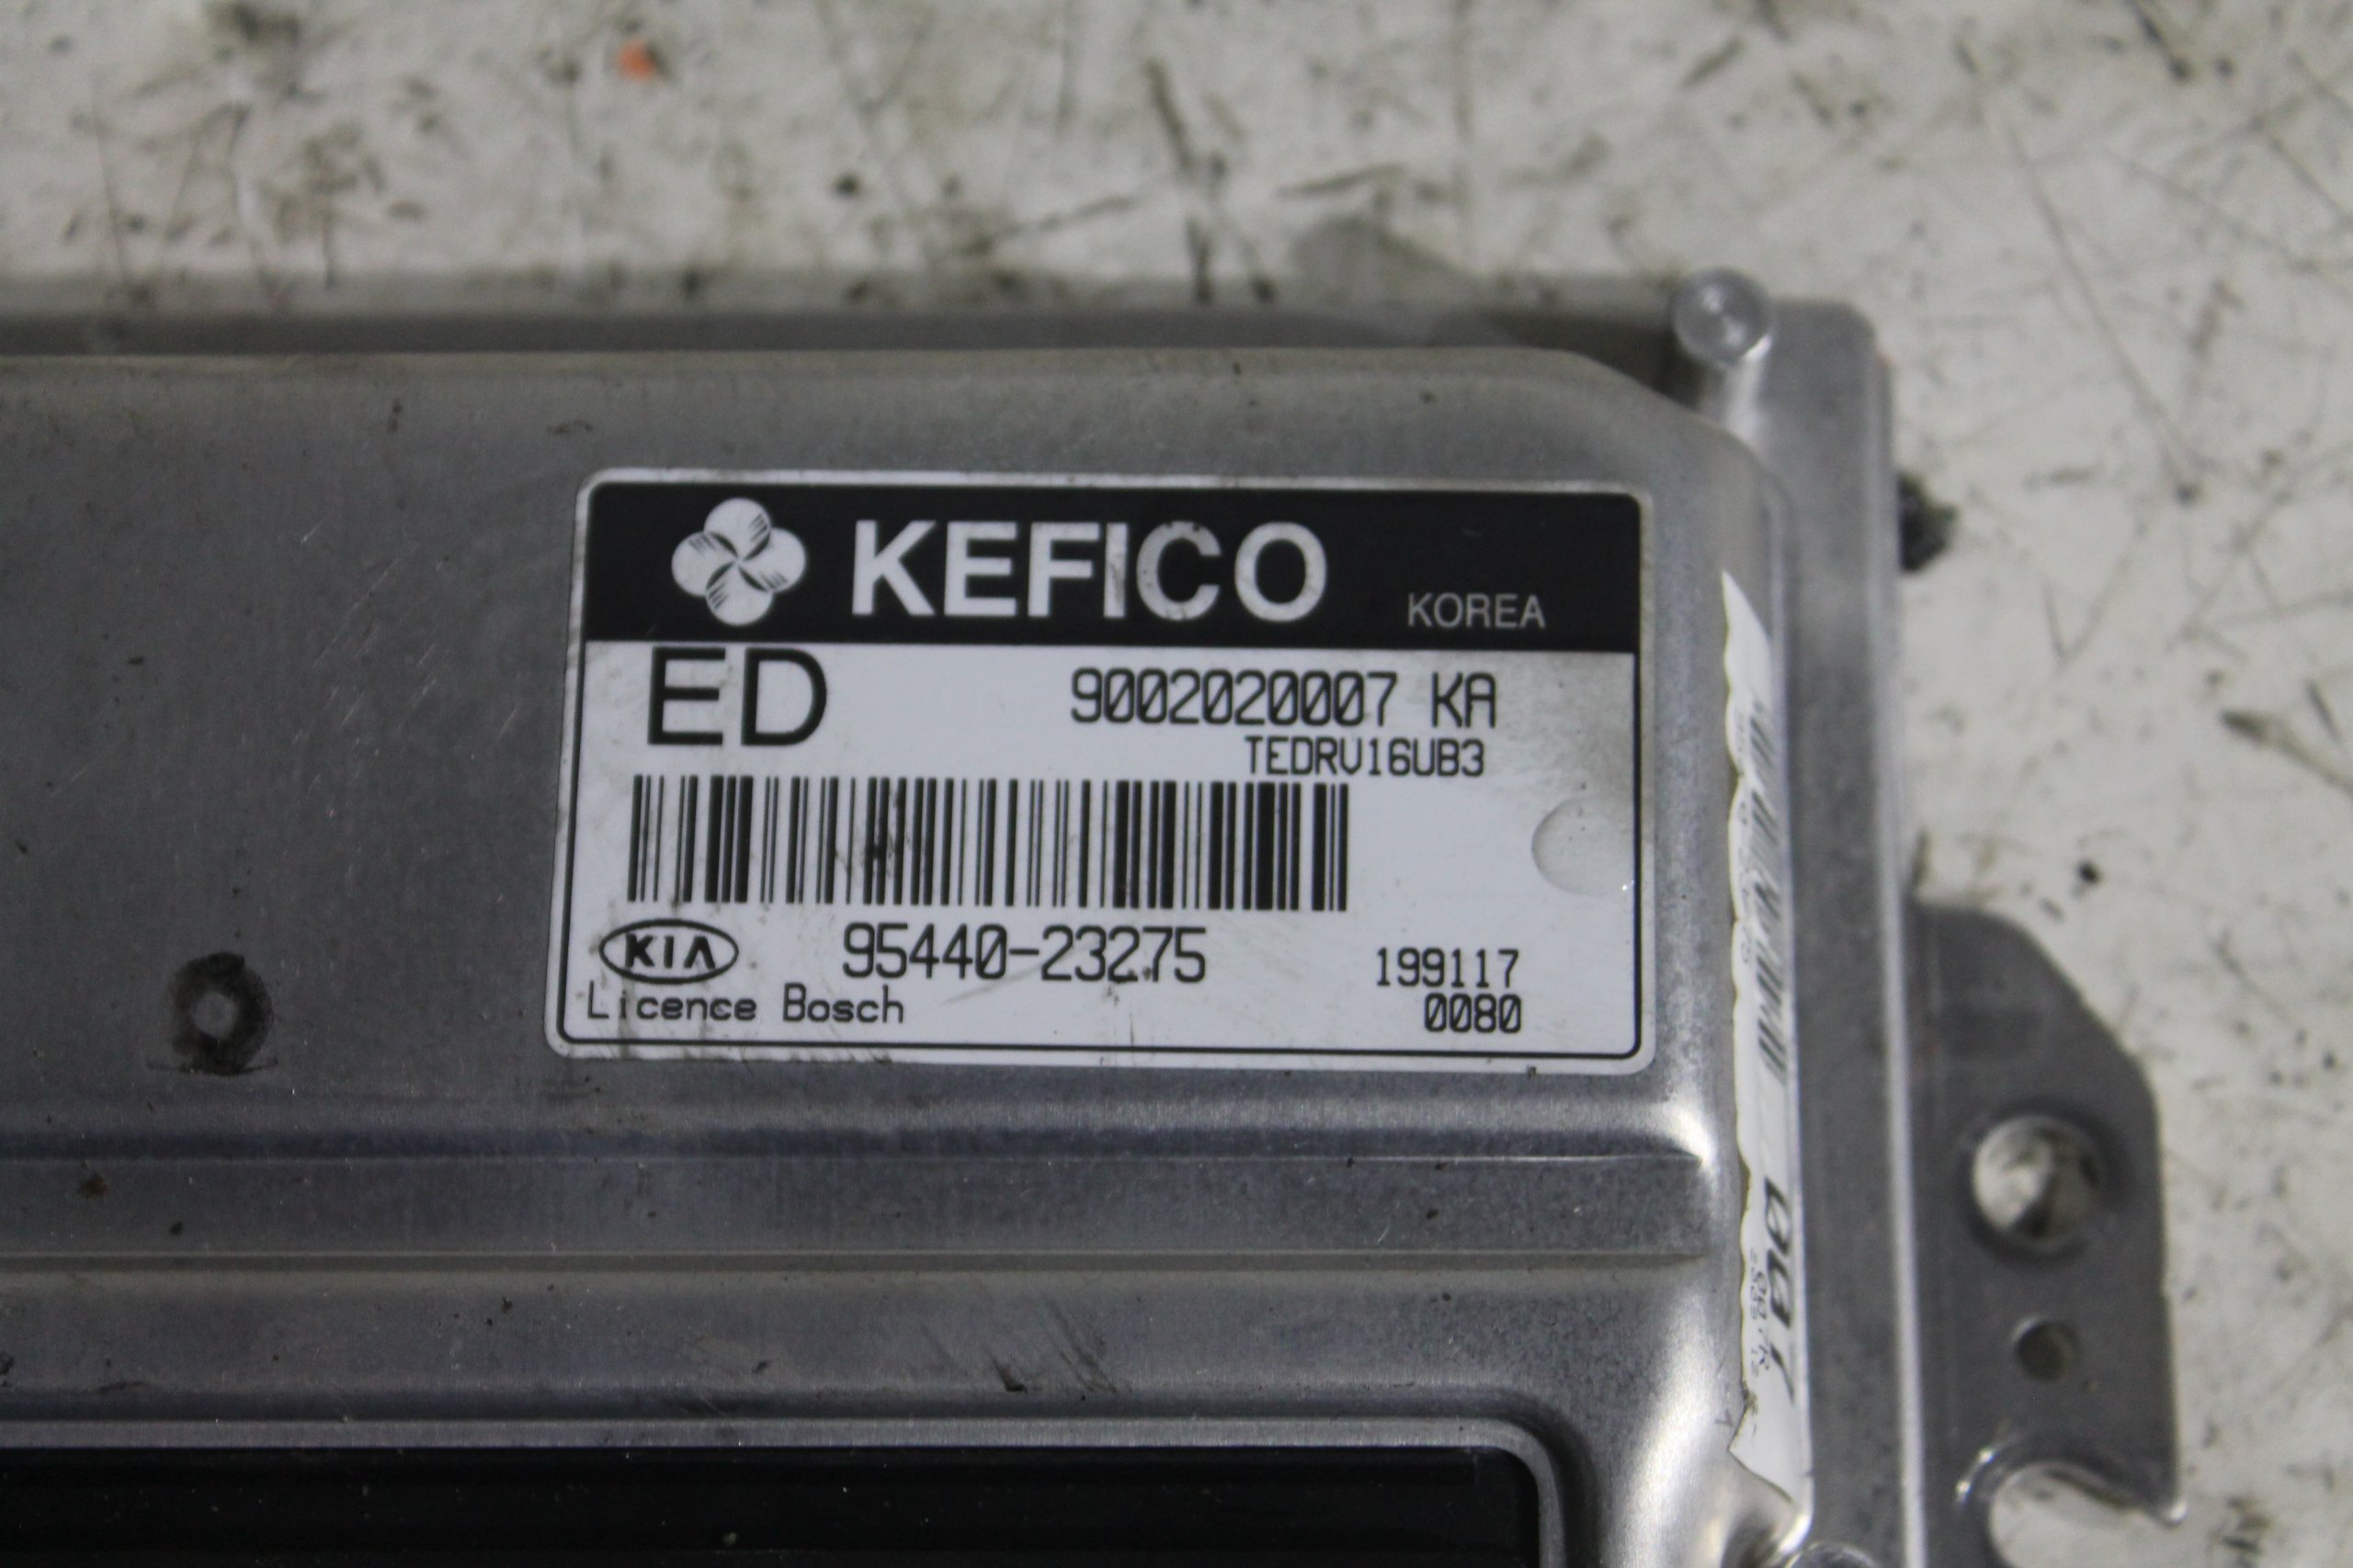 KEFICO KOREA
ED 9002020007 KA
TEDRV16UB3
KIA 95440-23275 199117
Licence Bosch 0080